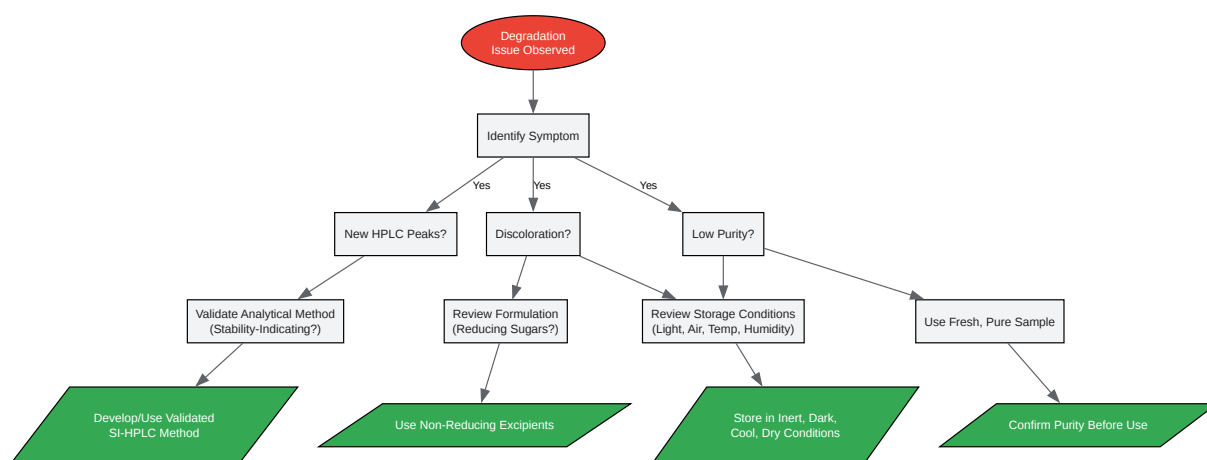 Degradation
Issue Observed
Identify Symptom
Yes
Yes
Yes
New HPLC Peaks?
Discoloration?
Low Purity?
Validate Analytical Method
(Stability-Indicating?)
Review Formulation
(Reducing Sugars?)
Review Storage Conditions
(Light, Air, Temp, Humidity)
Use Fresh, Pure Sample
Develop/Use Validated
SI-HPLC Method
Use Non-Reducing Excipients
Store in Inert, Dark,
Cool, Dry Conditions
Confirm Purity Before Use